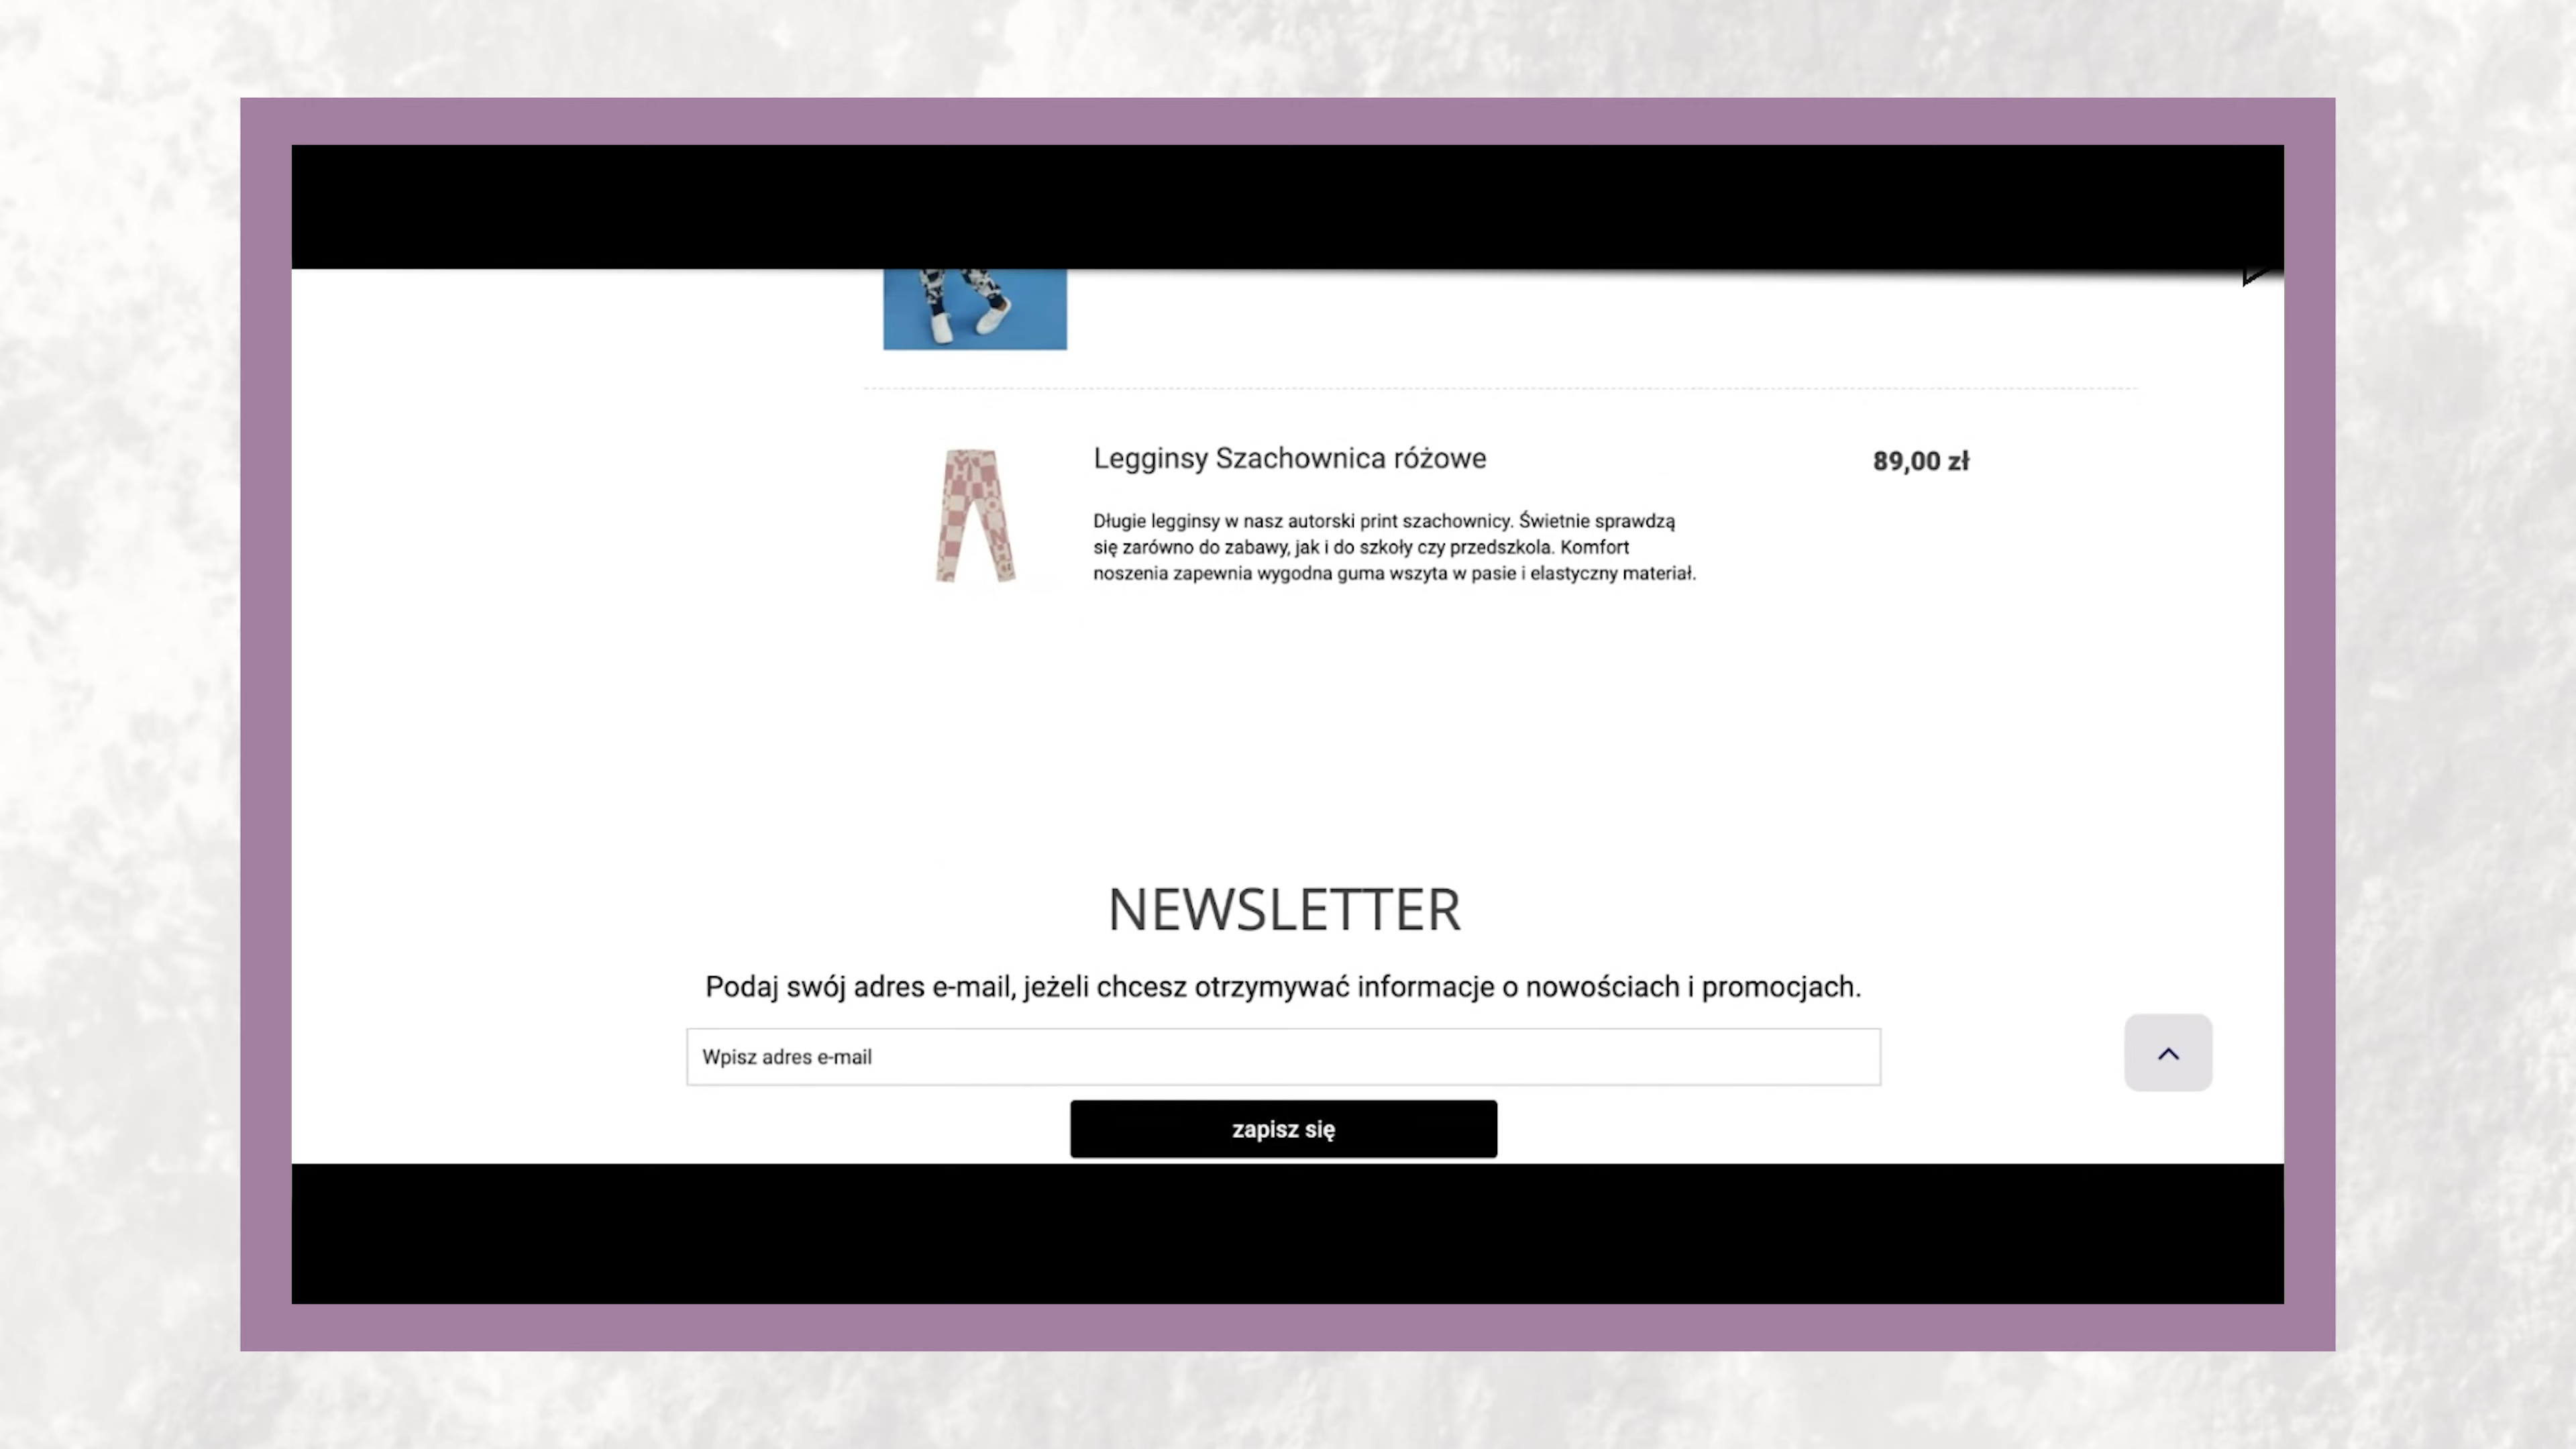 Legginsy Szachownica różowe
89,00 zł
Długie legginsy w nasz autorski print szachownicy. Świetnie sprawdzą
się zarówno do zabawy, jak i do szkoły czy przedszkola. Komfort
noszenia zapewnia wygodna guma wszyta w pasie i elastyczny materiał.
NEWSLETTER
Podaj swój adres e-mail, jeżeli chcesz otrzymywać informacje o nowościach i promocjach.
Wpisz adres e-mail
zapisz się